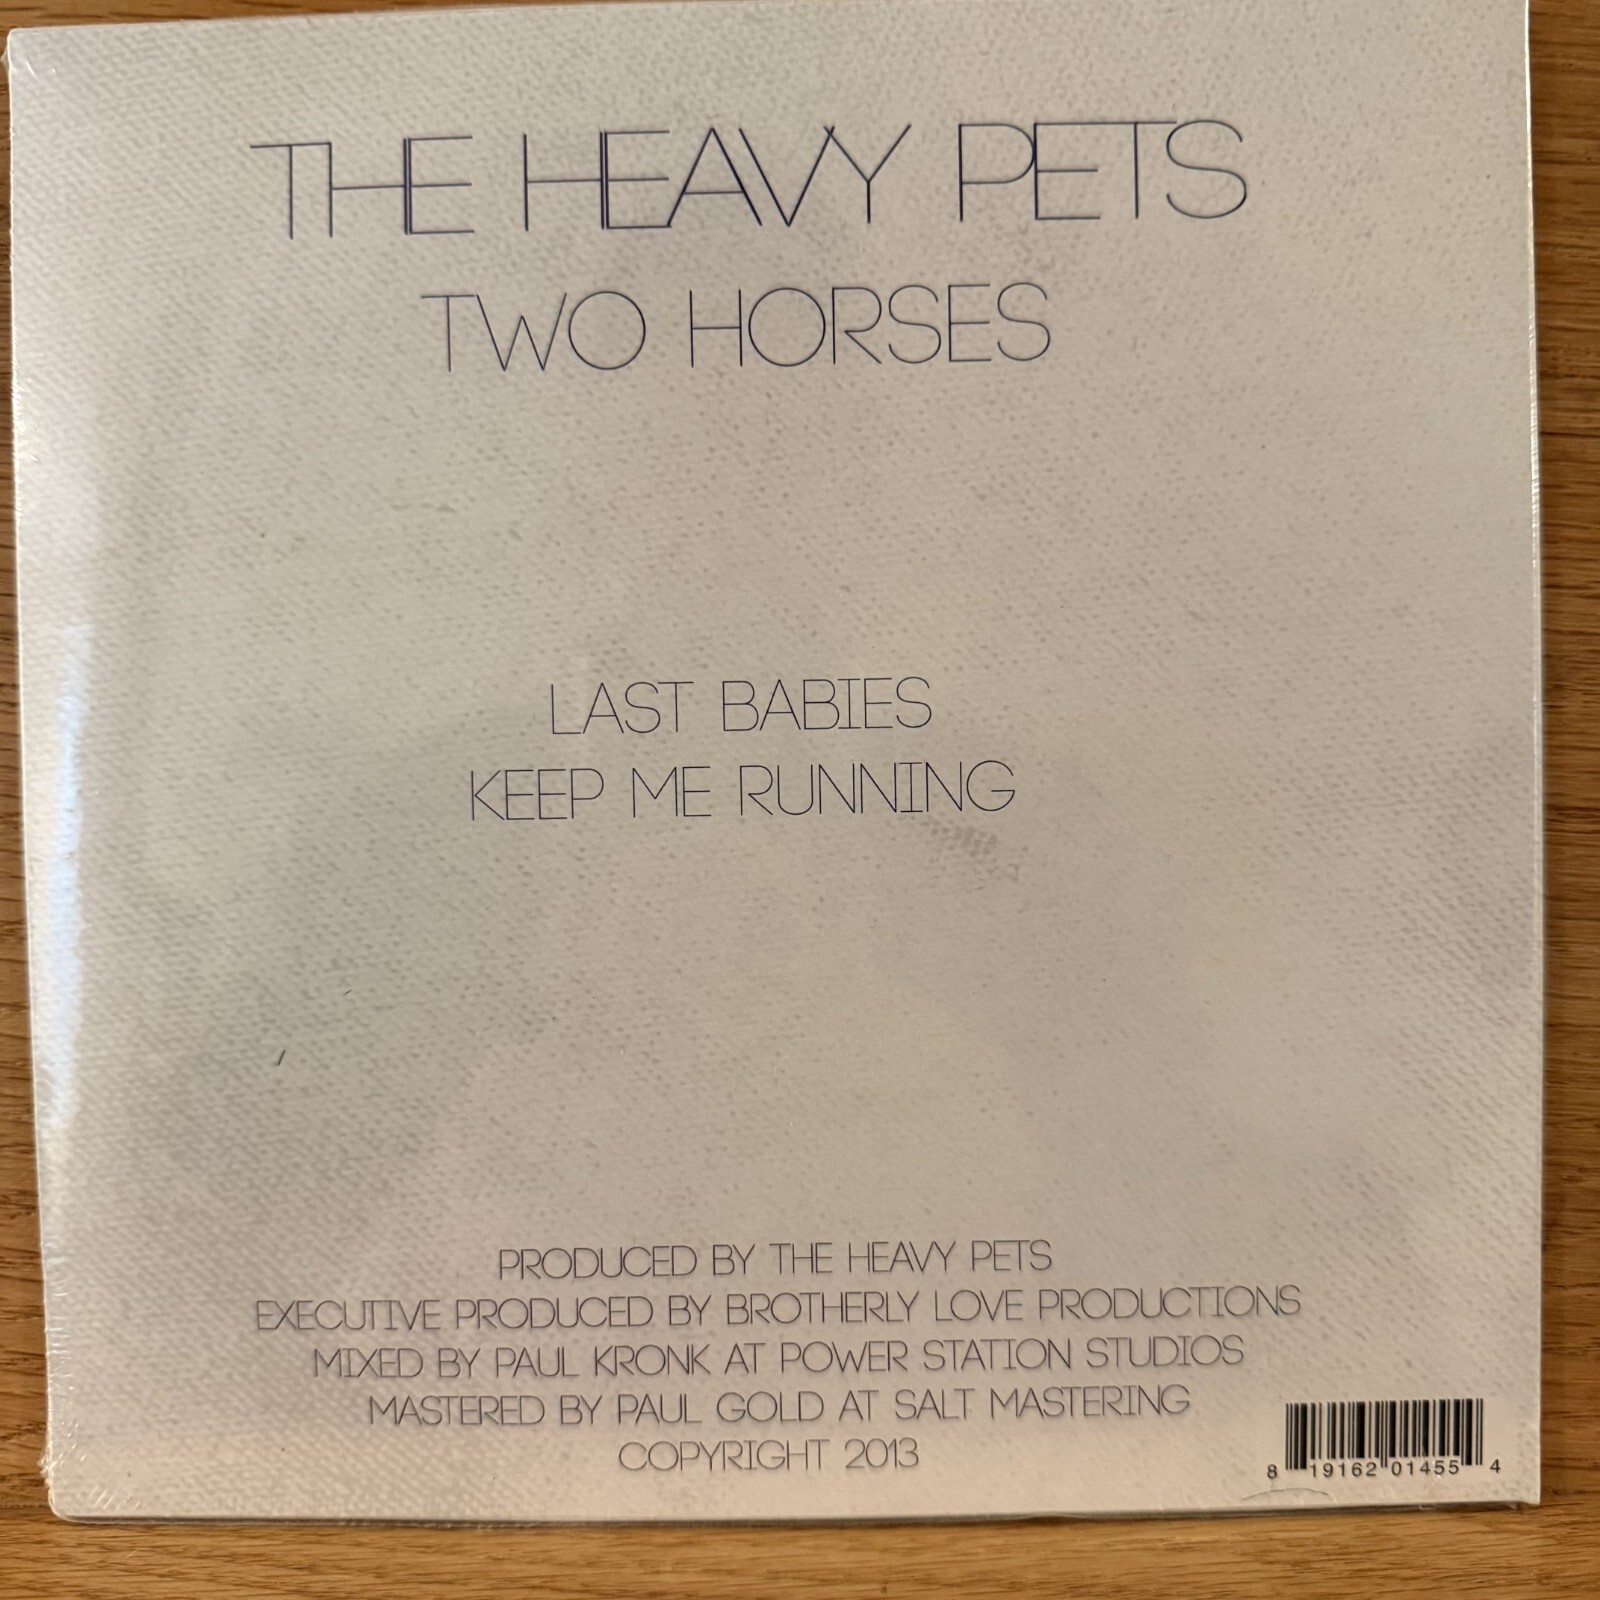 THE HEAVY PETS
TWO HORSES
LAST BABIES
KEEP ME RUNNING
PRODUCED BY THE HEAVY PETS
EXECUTIVE PRODUCED BY BROTHERLY LOVE PRODUCTIONS
MIXED BY PAUL KRONK AT POWER STATION STUDIOS
MASTERED BY PAUL GOLD AT SALT MASTERING
COPYRIGHT 2013
8 19162 01455 4